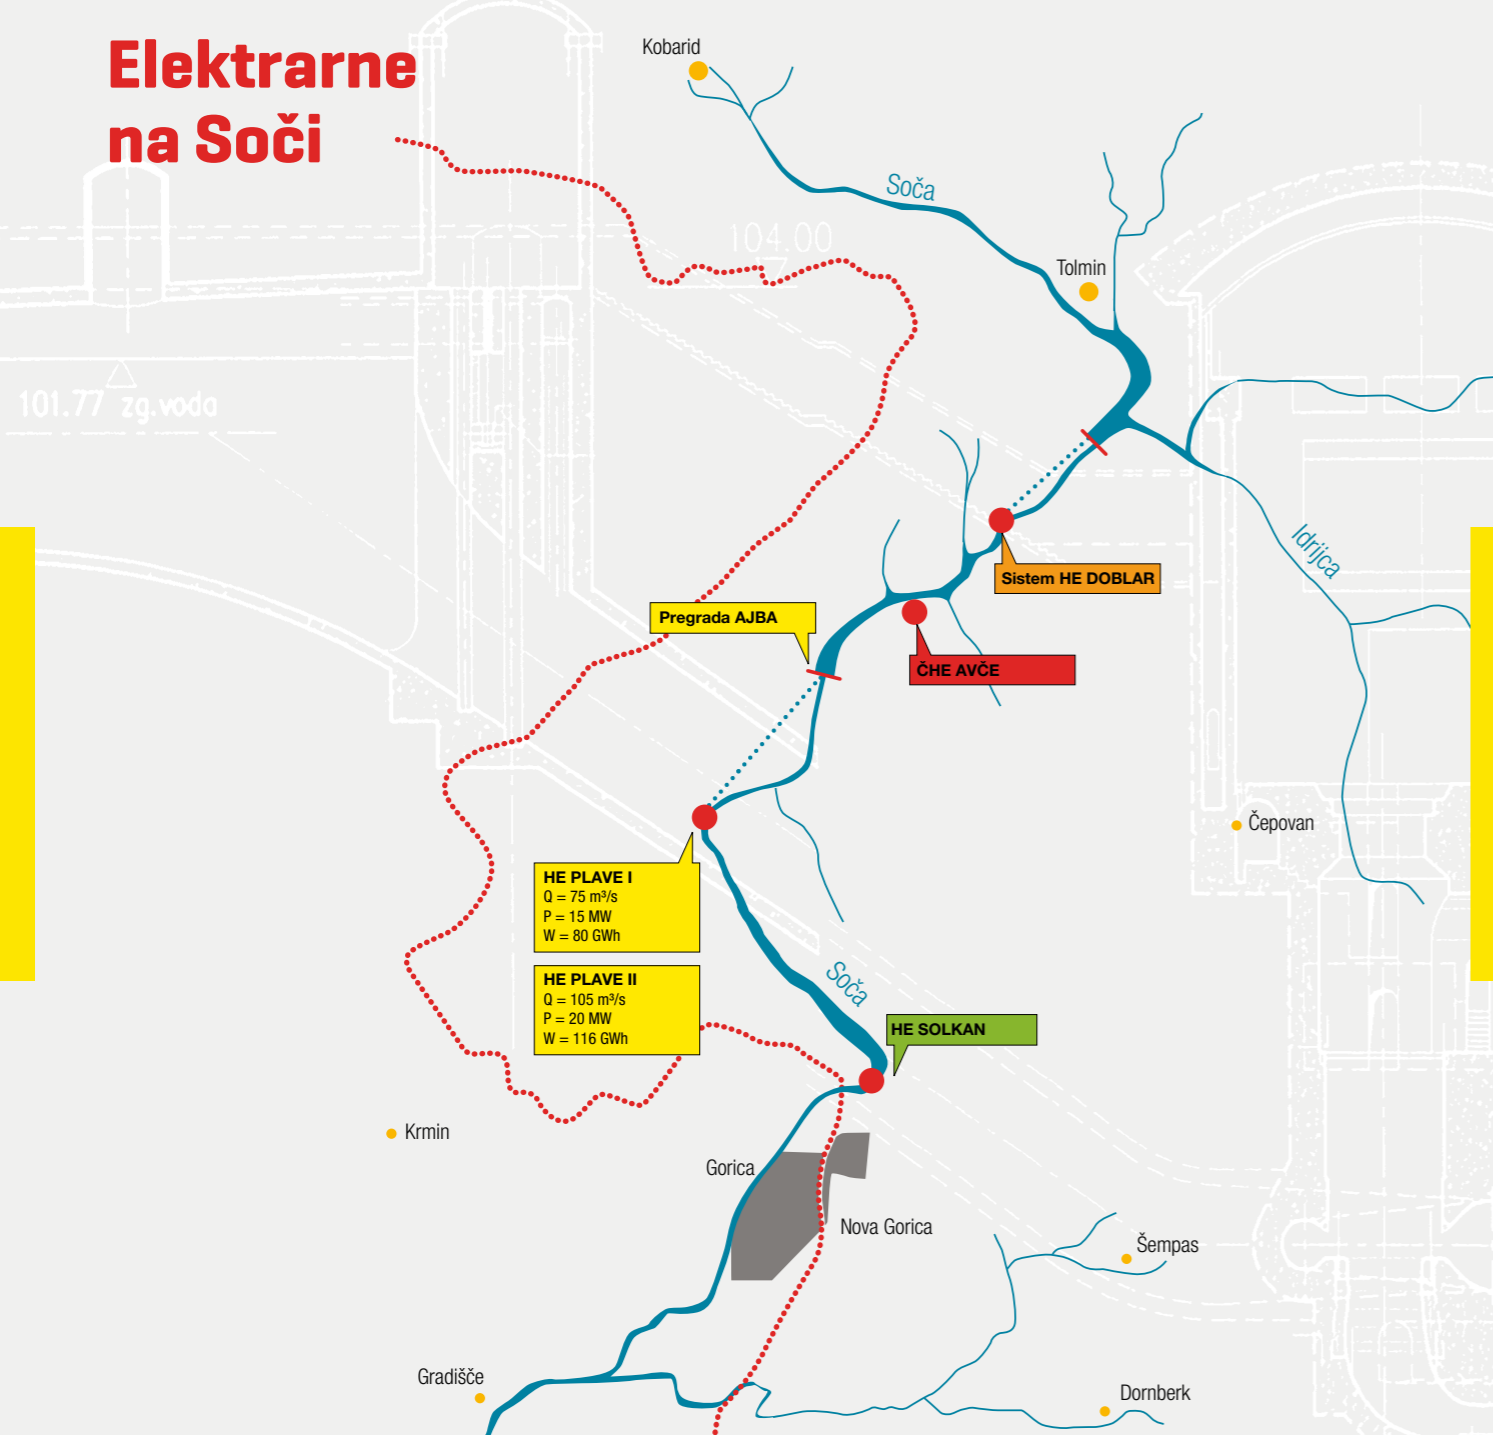 Elektrarne
na Soči
Kobarid
Soča
104.00
Tolmin
101.77 zg.voda
Idrijca
Sistem HE DOBLAR
Pregrada AJBA
ČHE AVČE
Čepovan
HE PLAVE I
Q = 75 m³/s
P = 15 MW
W = 80 GWh
HE PLAVE II
Q = 105 m³/s
P = 20 MW
W = 116 GWh
Soča
HE SOLKAN
Krmin
Gorica
Nova Gorica
Šempas
Gradišče
Dornberk